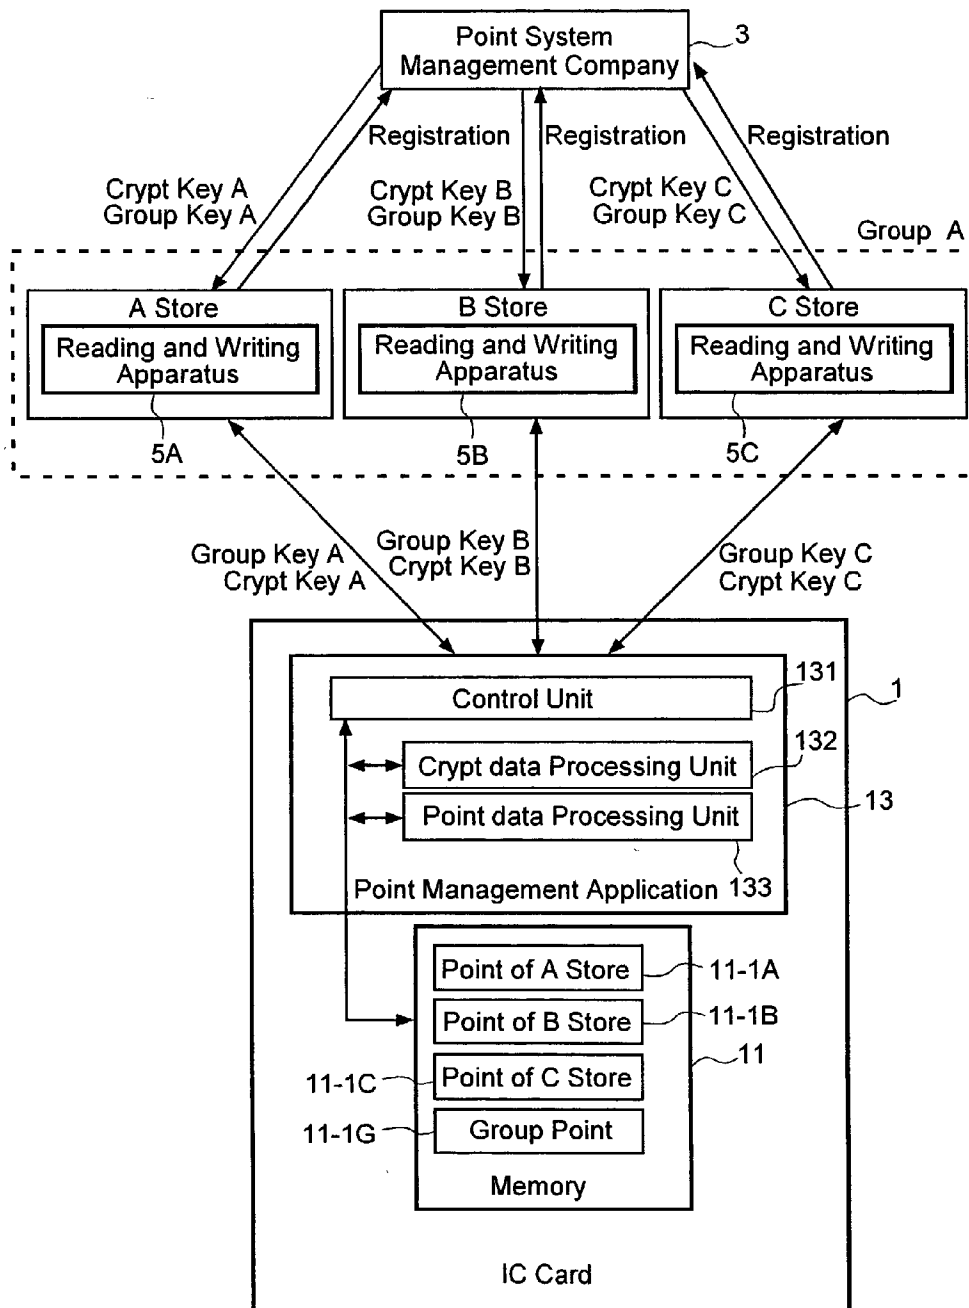 Point System
Management Company
3
Registration
Registration
Registration
Crypt Key A
Group Key A
Crypt Key B
Group Key B
Crypt Key C
Group Key C
Group A
A Store
Reading and Writing
Apparatus
5A
B Store
Reading and Writing
Apparatus
5B
C Store
Reading and Writing
Apparatus
5C
Group Key A
Crypt Key A
Group Key B
Crypt Key B
Group Key C
Crypt Key C
Control Unit
131
1
Crypt data Processing Unit
132
Point data Processing Unit
13
133
Point Management Application
Point of A Store
11-1A
Point of B Store
11-1B
11
11-1C
Point of C Store
11-1G
Group Point
Memory
IC Card